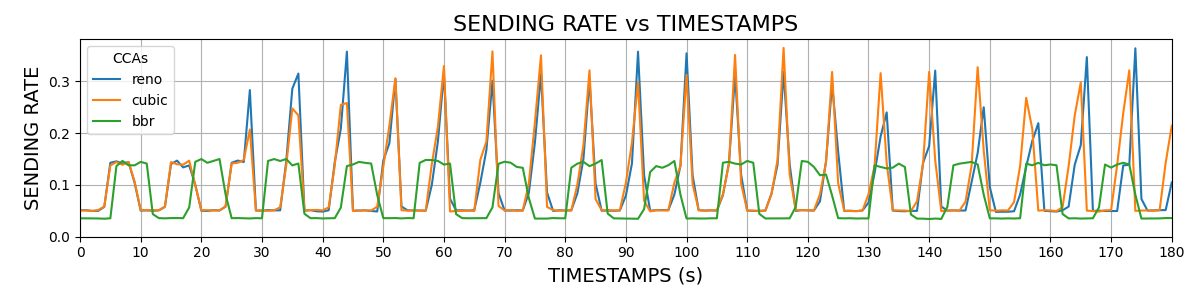 SENDING RATE vs TIMESTAMPS
SENDING RATE
0.3
0.2
0.1
0.0
CCAs
reno
cubic
bbr
0 10 20 30 40 50 60 70 80 90 100 110 120 130 140 150 160 170 180
TIMESTAMPS (s)